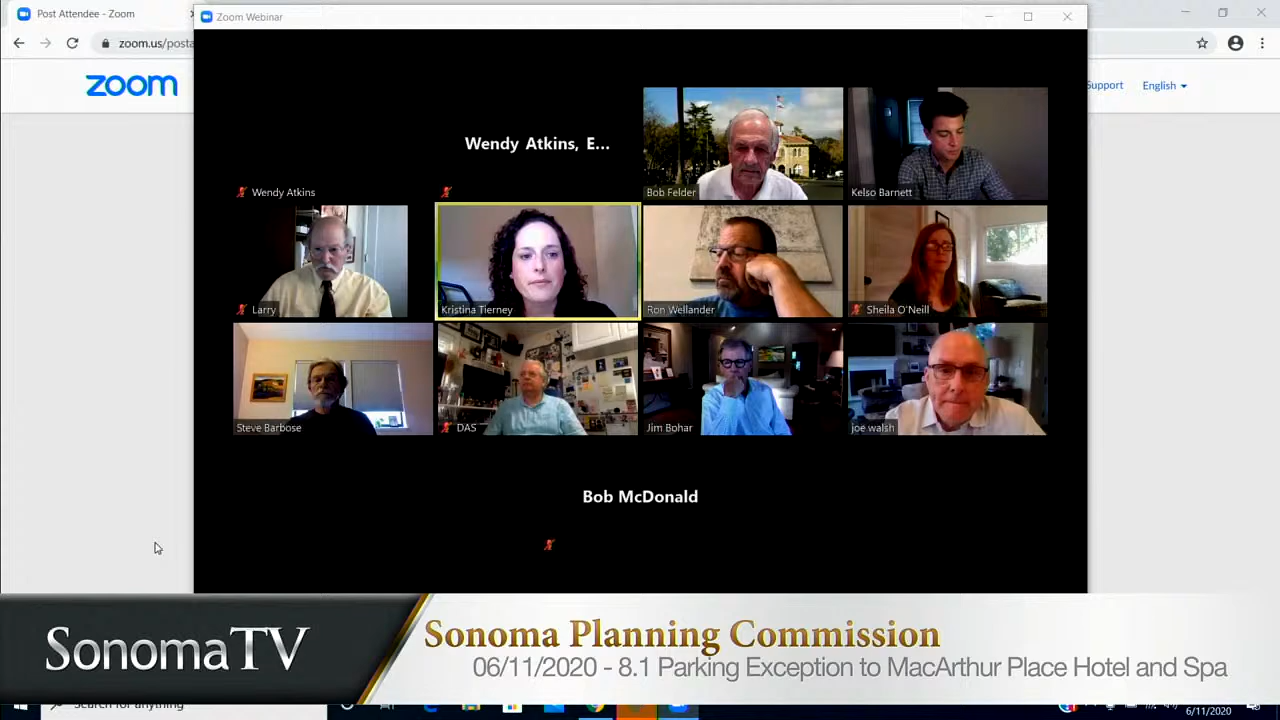 Post Attendee - Zoom
Zoom Webinar
zoom.us/posta
zoom
Support
English
Wendy Atkins, E...
Wendy Atkins
Bob Felder
Kelso Barnett
Larry
Kristina Tierney
Ron Wellander
Sheila O'Neill
Steve Barbose
DAS
Jim Bohar
joe walsh
Bob McDonald
SonomaTV
Sonoma Planning Commission
06/11/2020 - 8.1 Parking Exception to MacArthur Place Hotel and Spa
Search for anything
6/11/2020